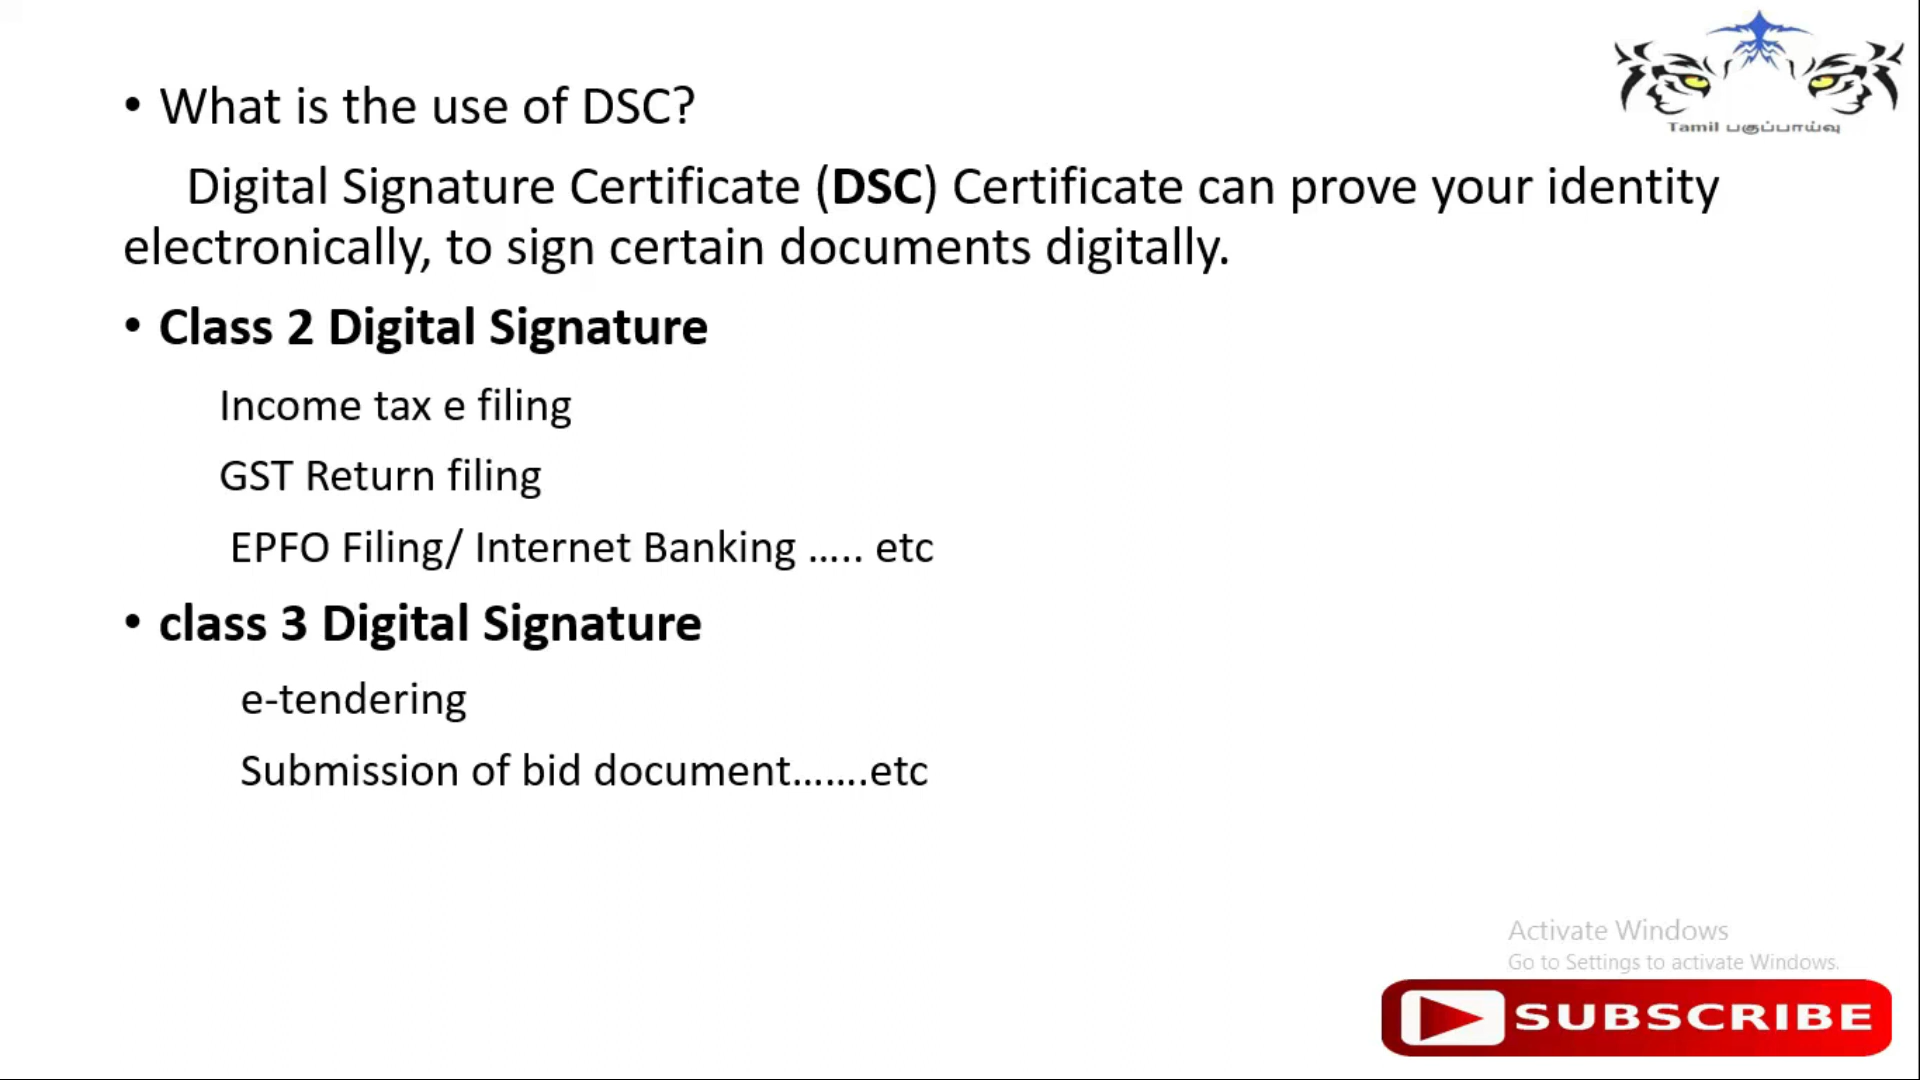 Tamil பகுப்பாய்வு
• What is the use of DSC?
Digital Signature Certificate (DSC) Certificate can prove your identity
electronically, to sign certain documents digitally.
• Class 2 Digital Signature
Income tax e filing
GST Return filing
EPFO Filing/ Internet Banking ..... etc
• class 3 Digital Signature
e-tendering
Submission of bid document.......etc
Activate Windows
Go to Settings to activate Windows.
SUBSCRIBE